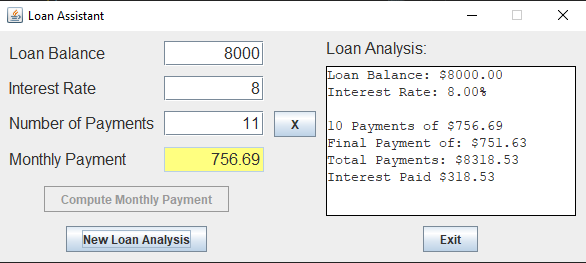 Loan Assistant
Loan Balance 8000
Interest Rate 8
Number of Payments 11 X
Monthly Payment 756.69
Compute Monthly Payment
New Loan Analysis
Loan Analysis:
Loan Balance: $8000.00
Interest Rate: 8.00%
10 Payments of $756.69
Final Payment of: $751.63
Total Payments: $8318.53
Interest Paid $318.53
Exit